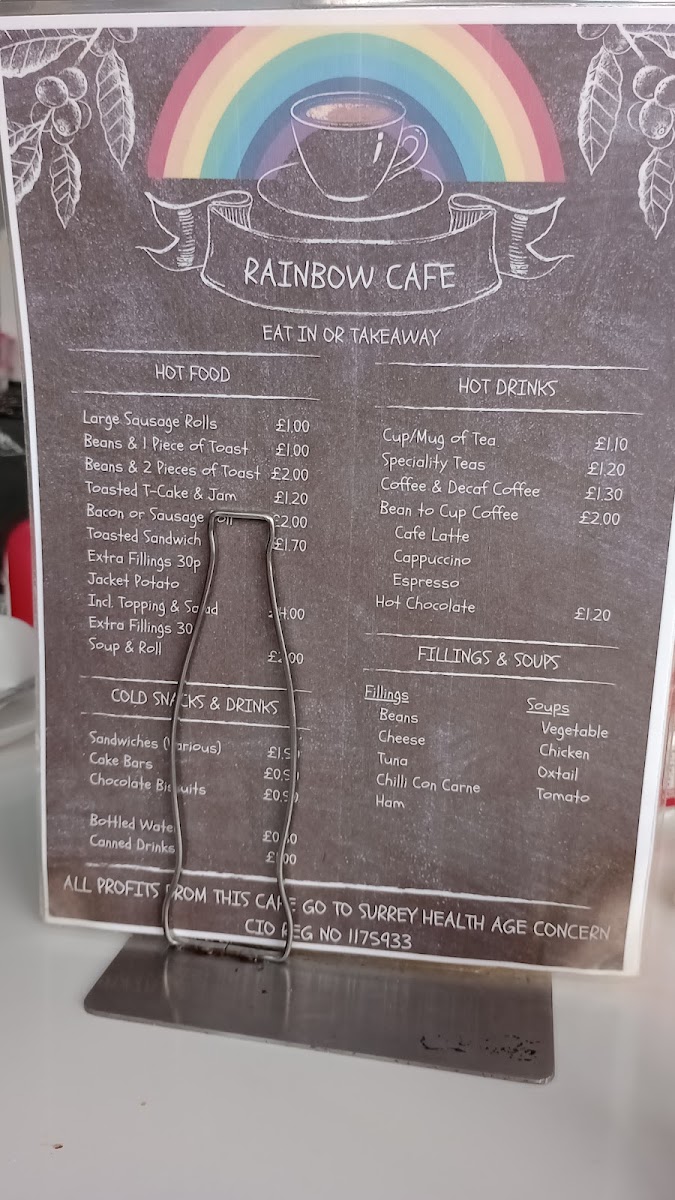 RAINBOW CAFE
EAT IN OR TAKEAWAY
HOT FOOD
Large Sausage Rolls £1.00
Beans & 1 Piece of Toast £1.00
Beans & 2 Pieces of Toast £2.00
Toasted T-Cake & Jam £1.20
Bacon or Sausage £2.00
Toasted Sandwich £1.70
Extra Fillings 30p
Jacket Potato
Incl. Topping & Salad
Extra Fillings 30
Soup & Roll
COLD SNACKS & DRINKS
Sandwiches (Various)
Cake Bars
Chocolate Biscuits
Bottled Water
Canned Drinks
HOT DRINKS
Cup/Mug of Tea £1.10
Speciality Teas £1.20
Coffee & Decaf Coffee £1.30
Bean to Cup Coffee £2.00
Cafe Latte
Cappuccino
Espresso
Hot Chocolate £1.20
FILLINGS & SOUPS
Fillings
Beans
Cheese
Tuna
Chilli Con Carne
Ham
Soups
Vegetable
Chicken
Oxtail
Tomato
ALL PROFITS FROM THIS CAFE GO TO SURREY HEALTH AGE CONCERN
CIO REG NO 1175933